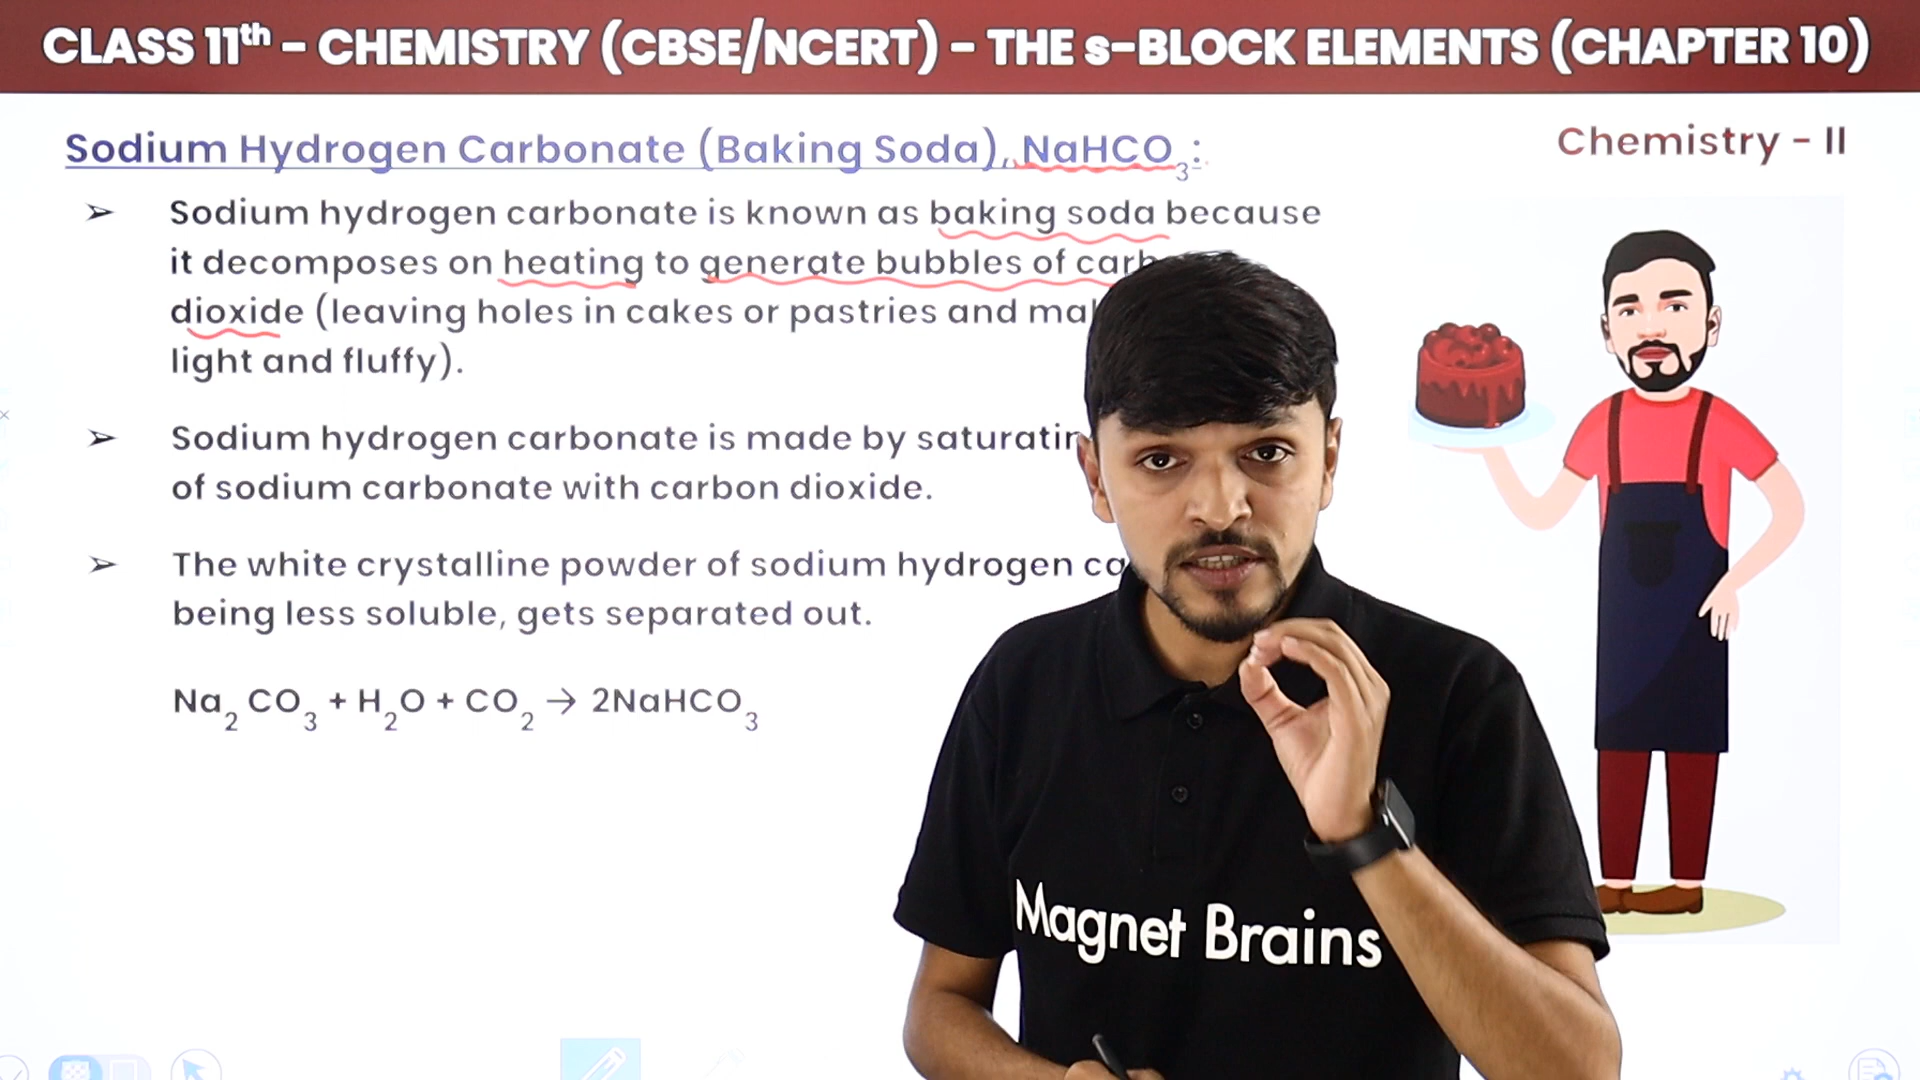 CLASS 11th - CHEMISTRY (CBSE/NCERT) - THE s-BLOCK ELEMENTS (CHAPTER 10)
Chemistry - II
Sodium Hydrogen Carbonate (Baking Soda), NaHCO3:
➢ Sodium hydrogen carbonate is known as baking soda because
it decomposes on heating to generate bubbles of carb
dioxide (leaving holes in cakes or pastries and
light and fluffy).
➢ Sodium hydrogen carbonate is made by
of sodium carbonate with carbon dioxide.
➢ The white crystalline powder of sodium hydrogen
being less soluble, gets separated out.
Na2 CO3 + H2O + CO2 → 2NaHCO3
Magnet Brains